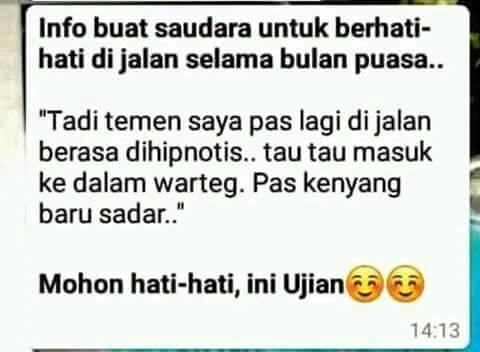 Info buat saudara untuk berhati-
hati di jalan selama bulan puasa..
"Tadi temen saya pas lagi di jalan
berasa dihipnotis.. tau tau masuk
ke dalam warteg. Pas kenyang
baru sadar.."
Mohon hati-hati, ini Ujian☺️☺️
14:13